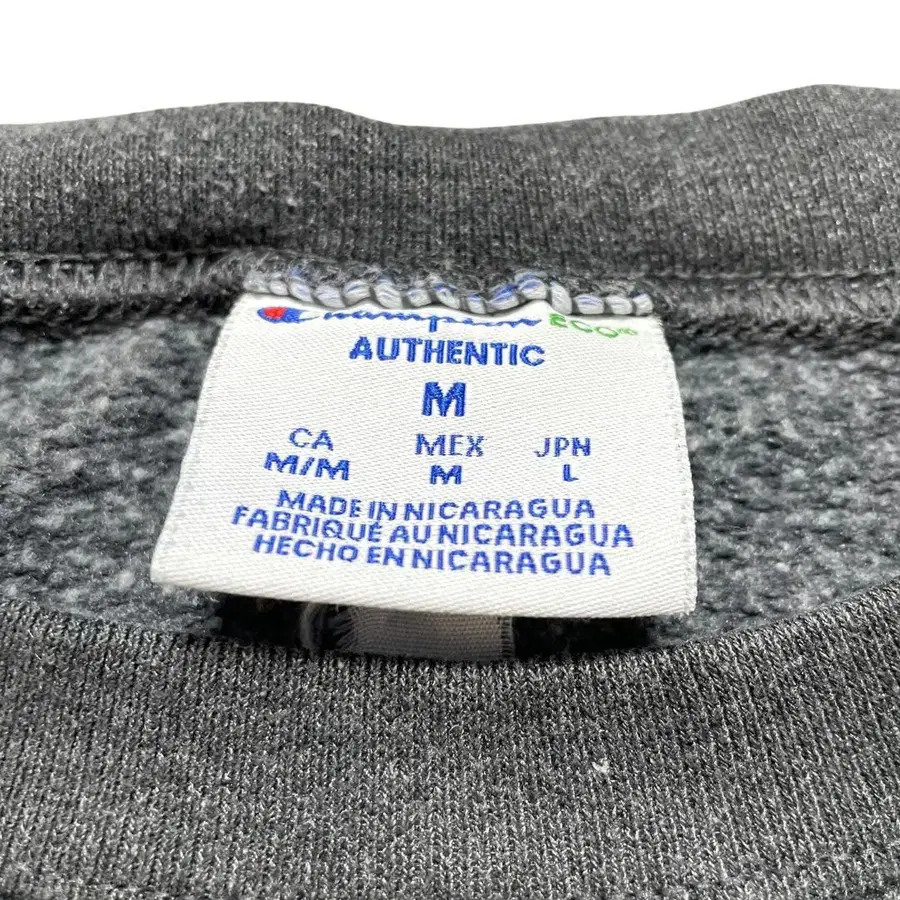 Champion ECO
AUTHENTIC
M
CA MEX JPN
M/M M L
MADE IN NICARAGUA
FABRIQUÉ AU NICARAGUA
HECHO EN NICARAGUA